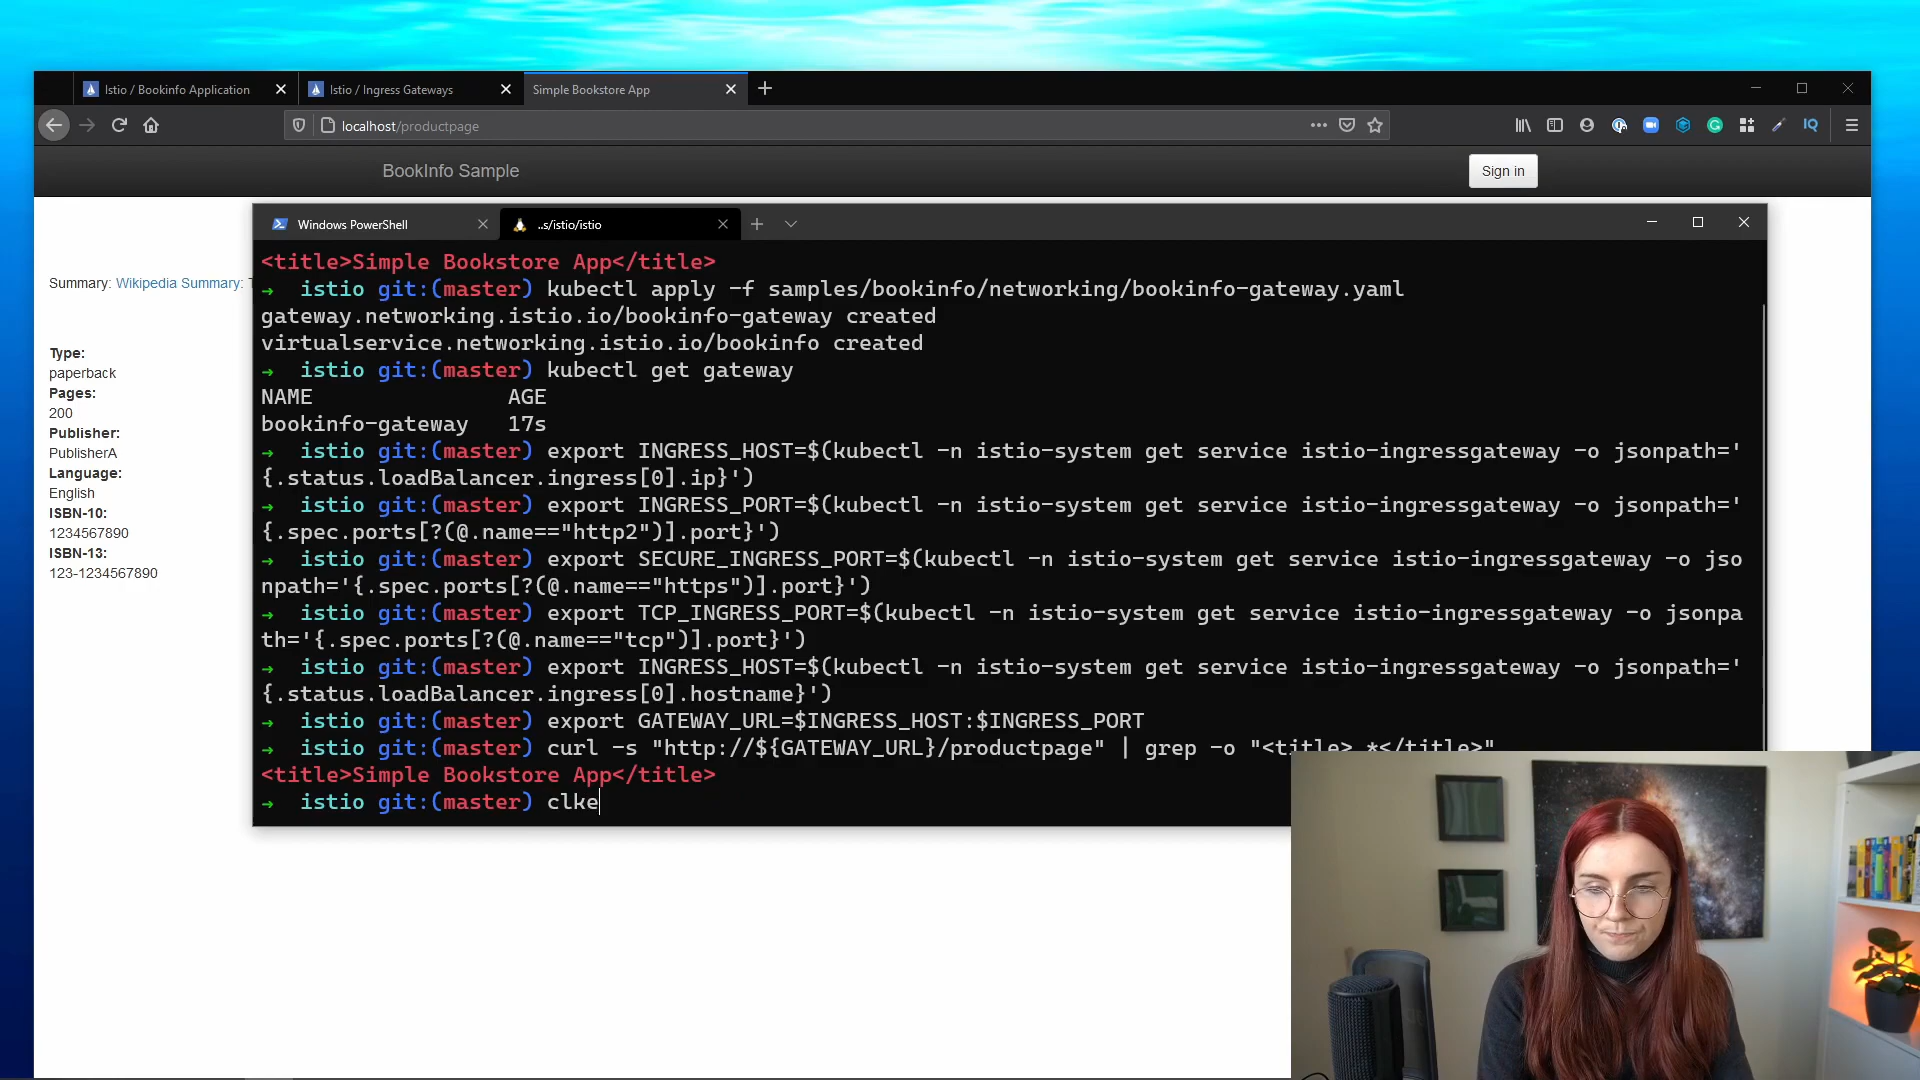 Istio / Bookinfo Application
Istio / Ingress Gateways
Simple Bookstore App
localhost/productpage
IQ
BookInfo Sample
Sign in
Summary: Wikipedia Summary:
Type:
paperback
Pages:
200
Publisher:
PublisherA
Language:
English
ISBN-10:
1234567890
ISBN-13:
123-1234567890
Windows PowerShell
..s/istio/istio
<title>Simple Bookstore App</title>
→ istio git:(master) kubectl apply -f samples/bookinfo/networking/bookinfo-gateway.yaml
gateway.networking.istio.io/bookinfo-gateway created
virtualservice.networking.istio.io/bookinfo created
→ istio git:(master) kubectl get gateway
NAME AGE
bookinfo-gateway 17s
→ istio git:(master) export INGRESS_HOST=$(kubectl -n istio-system get service istio-ingressgateway -o jsonpath='
{.status.loadBalancer.ingress[0].ip}')
→ istio git:(master) export INGRESS_PORT=$(kubectl -n istio-system get service istio-ingressgateway -o jsonpath='
{.spec.ports[?(@.name=="http2")].port}')
→ istio git:(master) export SECURE_INGRESS_PORT=$(kubectl -n istio-system get service istio-ingressgateway -o jso
npath='{.spec.ports[?(@.name=="https")].port}')
→ istio git:(master) export TCP_INGRESS_PORT=$(kubectl -n istio-system get service istio-ingressgateway -o jsonpa
th='{.spec.ports[?(@.name=="tcp")].port}')
→ istio git:(master) export INGRESS_HOST=$(kubectl -n istio-system get service istio-ingressgateway -o jsonpath='
{.status.loadBalancer.ingress[0].hostname}')
→ istio git:(master) export GATEWAY_URL=$INGRESS_HOST:$INGRESS_PORT
→ istio git:(master) curl -s "http://${GATEWAY_URL}/productpage" | grep -o "<title>.*</title>"
<title>Simple Bookstore App</title>
→ istio git:(master) clke